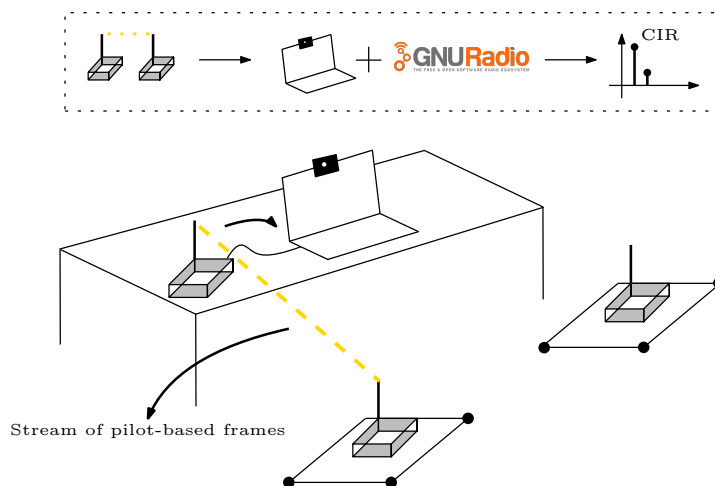 CIR
GNURadio
THE FREE & OPEN SOFTWARE RADIO ECOSYSTEM
Stream of pilot-based frames